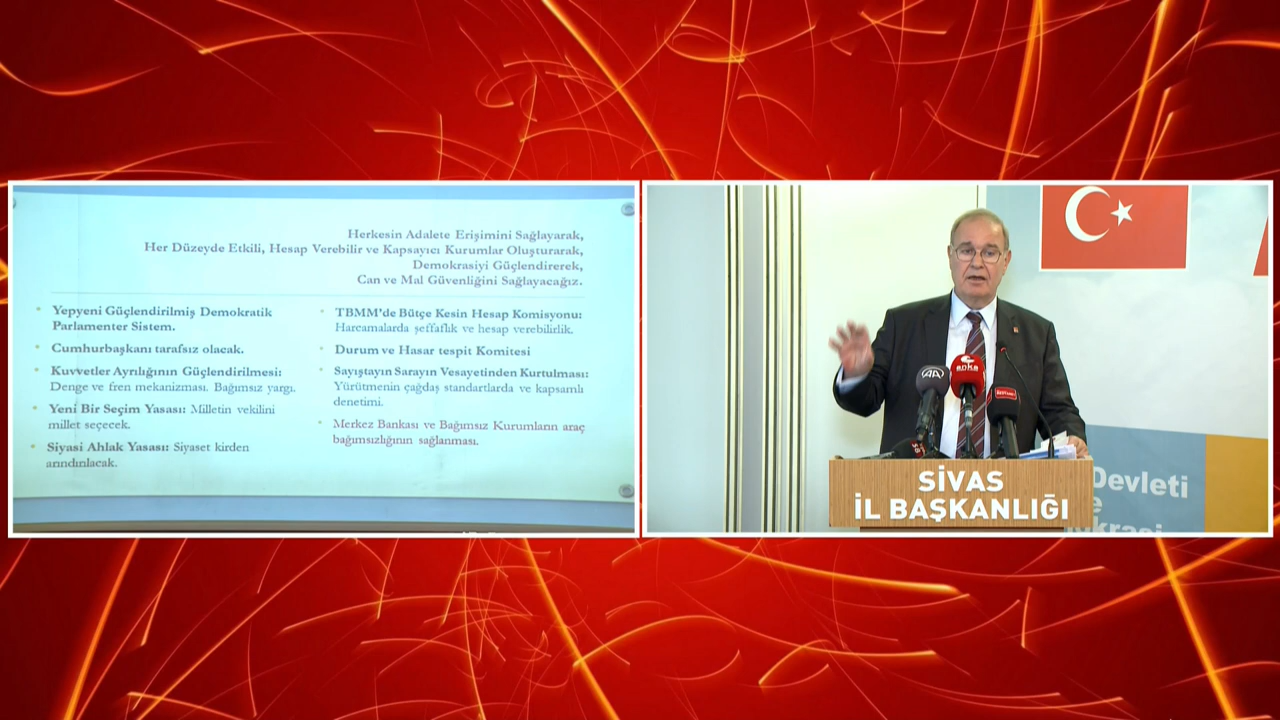 Herkesin Adalete Erişimini Sağlayarak,
Her Düzeyde Etkili, Hesap Verebilir ve Kapsayıcı Kurumlar Oluşturarak,
Demokrasiyi Güçlendirerek,
Can ve Mal Güvenliğini Sağlayacağız.
• Yepyeni Güçlendirilmiş Demokratik
Parlamenter Sistem.
• Cumhurbaşkanı tarafsız olacak.
• Kuvvetler Ayrılığının Güçlendirilmesi:
Denge ve fren mekanizması. Bağımsız yargı.
• Yeni Bir Seçim Yasası: Milletin vekilini
millet seçecek.
• Siyasi Ahlak Yasası: Siyaset kirden
arındırılacak.
• TBMM'de Bütçe Kesin Hesap Komisyonu:
Harcamalarda şeffaflık ve hesap verebilirlik.
• Durum ve Hasar tespit Komitesi
• Sayıştayın Sarayın Vesayetinden Kurtulması:
Yürütmenin çağdaş standartlarda ve kapsamlı
denetimi.
• Merkez Bankası ve Bağımsız Kurumların araç
bağımsızlığının sağlanması.
AA
anka
SİVAS
İL BAŞKANLIĞI
Devleti